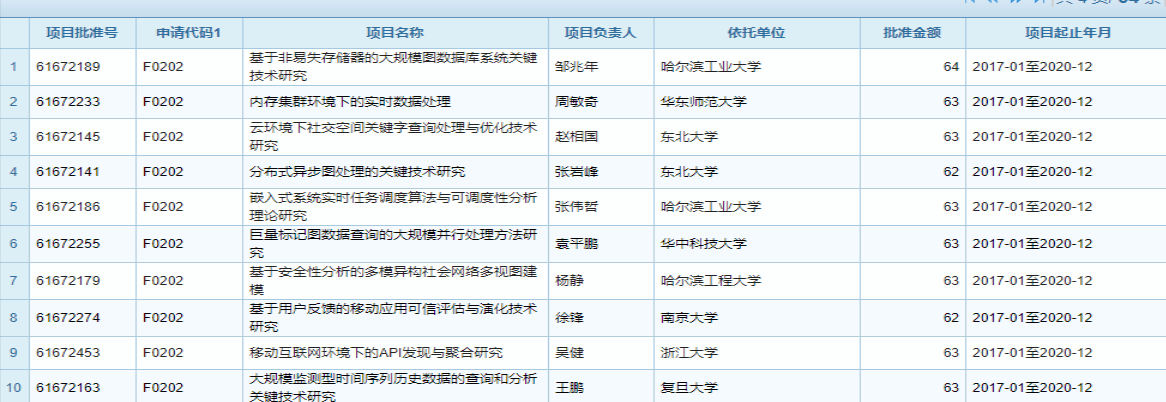 项目批准号 申请代码1 项目名称 项目负责人 依托单位 批准金额 项目起止年月
1 61672189 F0202 基于非易失存储器的大规模图数据库系统关键 邹兆年 哈尔滨工业大学 64 2017-01至2020-12
技术研究
2 61672233 F0202 内存集群环境下的实时数据处理 周敏奇 华东师范大学 63 2017-01至2020-12
3 61672145 F0202 云环境下社交空间关键字查询处理与优化技术 赵相国 东北大学 63 2017-01至2020-12
研究
4 61672141 F0202 分布式异步图处理的关键技术研究 张岩峰 东北大学 62 2017-01至2020-12
5 61672186 F0202 嵌入式系统实时任务调度算法与可调度性分析 张伟哲 哈尔滨工业大学 63 2017-01至2020-12
理论研究
6 61672255 F0202 巨量标记图数据查询的大规模并行处理方法研 袁平鹏 华中科技大学 63 2017-01至2020-12
究
7 61672179 F0202 基于安全性分析的多模异构社会网络多视图建 杨静 哈尔滨工程大学 63 2017-01至2020-12
模
8 61672274 F0202 基于用户反馈的移动应用可信评估与演化技术 徐锋 南京大学 62 2017-01至2020-12
研究
9 61672453 F0202 移动互联网环境下的API发现与聚合研究 吴健 浙江大学 63 2017-01至2020-12
10 61672163 F0202 大规模监测型时间序列历史数据的查询和分析 王鹏 复旦大学 63 2017-01至2020-12
关键技术研究